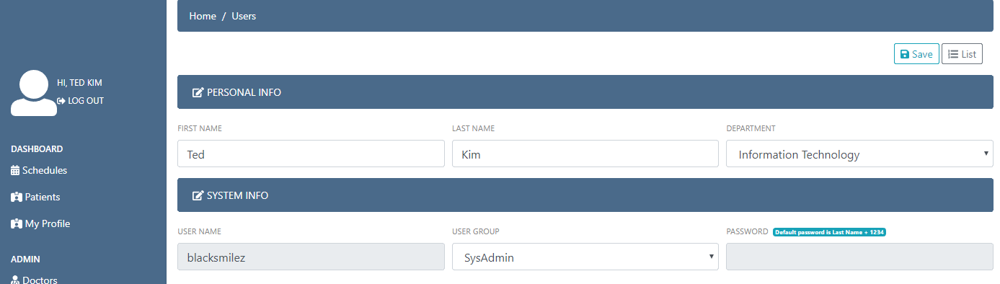 Home / Users
Save List
HI, TED KIM
LOG OUT
DASHBOARD
Schedules
Patients
My Profile
ADMIN
Doctors
PERSONAL INFO
FIRST NAME LAST NAME DEPARTMENT
Ted Kim Information Technology
SYSTEM INFO
USER NAME USER GROUP PASSWORD Default password is Last Name + 1234
blacksmilez SysAdmin